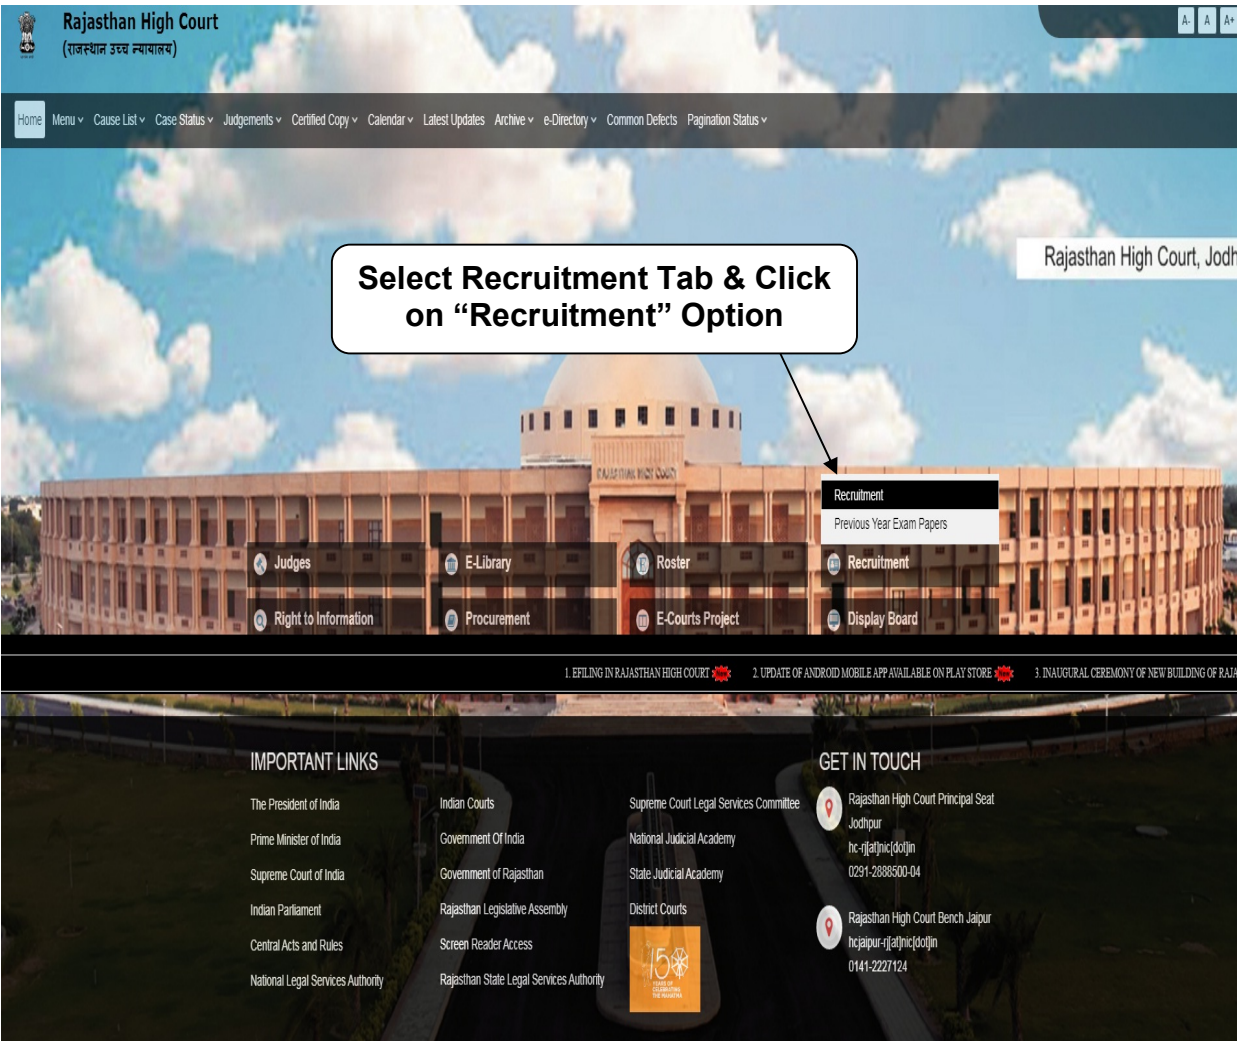 Rajasthan High Court
(राजस्थान उच्च न्यायालय)
A- A A+
Home Menu Cause List Case Status Judgements Certified Copy Calendar Latest Updates Archive e-Directory Common Defects Pagination Status
Rajasthan High Court, Jodh
Select Recruitment Tab & Click
on “Recruitment” Option
RAJASTHAN HIGH COURT
Recruitment
Previous Year Exam Papers
Judges E-Library Roster Recruitment
Right to Information Procurement E-Courts Project Display Board
1. EFILING IN RAJASTHAN HIGH COURT 2. UPDATE OF ANDROID MOBILE APP AVAILABLE ON PLAY STORE 3. INAUGURAL CEREMONY OF NEW BUILDING OF RAJA
IMPORTANT LINKS
The President of India
Prime Minister of India
Supreme Court of India
Indian Parliament
Central Acts and Rules
National Legal Services Authority
Indian Courts
Government Of India
Government of Rajasthan
Rajasthan Legislative Assembly
Screen Reader Access
Rajasthan State Legal Services Authority
Supreme Court Legal Services Committee
National Judicial Academy
State Judicial Academy
District Courts
150
YEARS OF
CELEBRATING
THE MAHATMA
GET IN TOUCH
Rajasthan High Court Principal Seat
Jodhpur
hc-rj[at]nic[dot]in
0291-2888500-04
Rajasthan High Court Bench Jaipur
hcjaipur-rj[at]nic[dot]in
0141-2227124